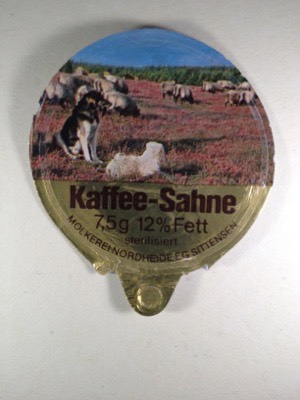 Kaffee-Sahne
7,5g 12% Fett
sterilisiert
MOLKEREI NORDHEIDE EG SITTENSEN